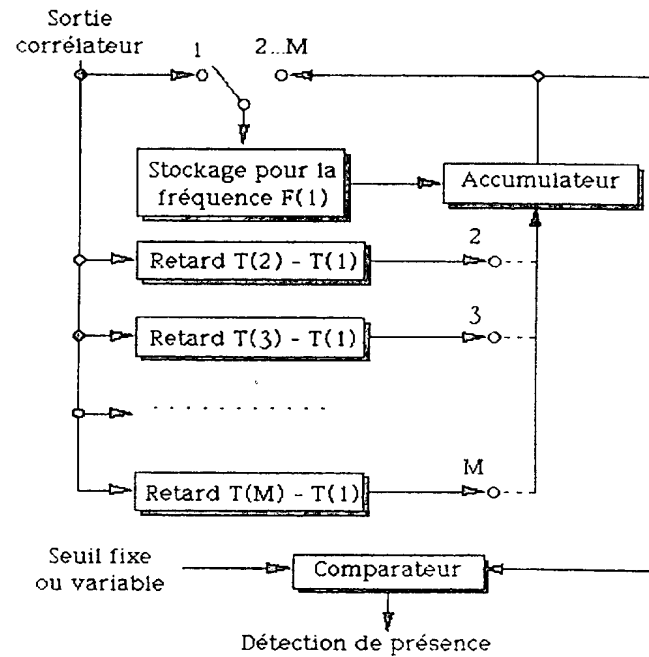 Sortie
corrélateur
1
2...M
Stockage pour la
fréquence F(1)
Accumulateur
2
Retard T(2) - T(1)
3
Retard T(3) - T(1)
. . . . . . . . . . . .
M
Retard T(M) - T(1)
Seuil fixe
ou variable
Comparateur
Détection de présence